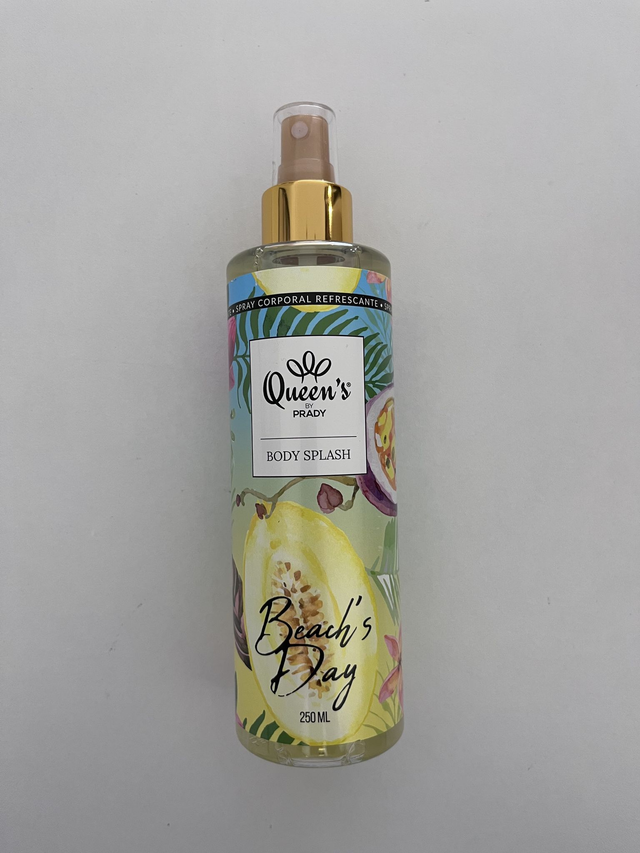 • SPRAY CORPORAL REFRESCANTE •
Queen's®
BY
PRADY
BODY SPLASH
Beach's
Day
250 ML